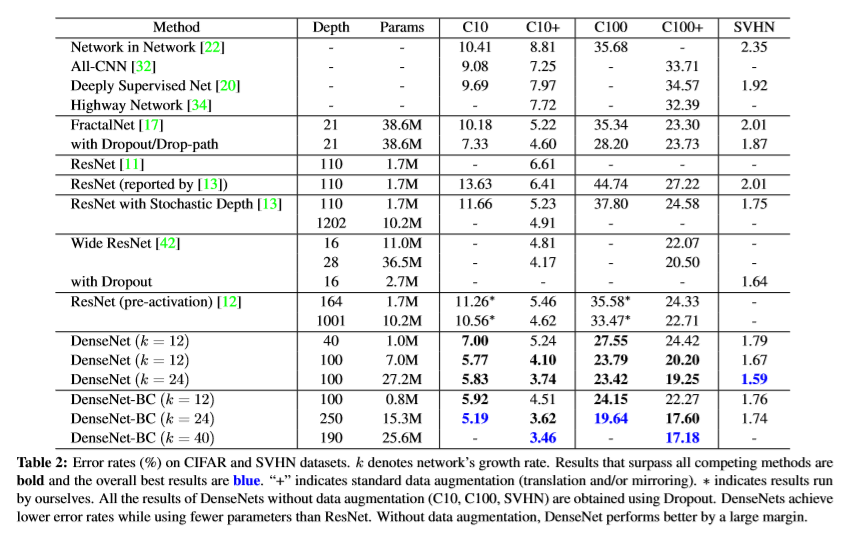 Method Depth Params C10 C10+ C100 C100+ SVHN
Network in Network [22] - - 10.41 8.81 35.68 - 2.35
All-CNN [32] - - 9.08 7.25 - 33.71 -
Deeply Supervised Net [20] - - 9.69 7.97 - 34.57 1.92
Highway Network [34] - - - 7.72 - 32.39 -
FractalNet [17] 21 38.6M 10.18 5.22 35.34 23.30 2.01
with Dropout/Drop-path 21 38.6M 7.33 4.60 28.20 23.73 1.87
ResNet [11] 110 1.7M - 6.61 - - -
ResNet (reported by [13]) 110 1.7M 13.63 6.41 44.74 27.22 2.01
ResNet with Stochastic Depth [13] 110 1.7M 11.66 5.23 37.80 24.58 1.75
1202 10.2M - 4.91 - - -
Wide ResNet [42] 16 11.0M - 4.81 - 22.07 -
28 36.5M - 4.17 - 20.50 -
with Dropout 16 2.7M - - - - 1.64
ResNet (pre-activation) [12] 164 1.7M 11.26* 5.46 35.58* 24.33 -
1001 10.2M 10.56* 4.62 33.47* 22.71 -
DenseNet (k = 12) 40 1.0M 7.00 5.24 27.55 24.42 1.79
DenseNet (k = 12) 100 7.0M 5.77 4.10 23.79 20.20 1.67
DenseNet (k = 24) 100 27.2M 5.83 3.74 23.42 19.25 1.59
DenseNet-BC (k = 12) 100 0.8M 5.92 4.51 24.15 22.27 1.76
DenseNet-BC (k = 24) 250 15.3M 5.19 3.62 19.64 17.60 1.74
DenseNet-BC (k = 40) 190 25.6M - 3.46 - 17.18 -
Table 2: Error rates (%) on CIFAR and SVHN datasets. k denotes network's growth rate. Results that surpass all competing methods are
bold and the overall best results are blue. "+" indicates standard data augmentation (translation and/or mirroring). * indicates results run
by ourselves. All the results of DenseNets without data augmentation (C10, C100, SVHN) are obtained using Dropout. DenseNets achieve
lower error rates while using fewer parameters than ResNet. Without data augmentation, DenseNet performs better by a large margin.